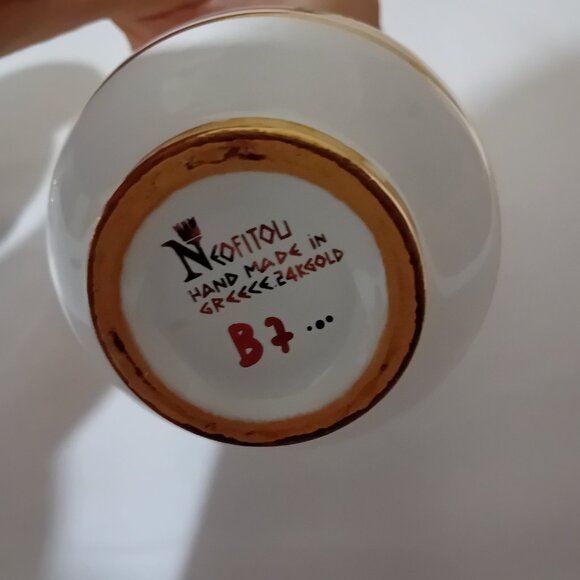 NEOFITOU
HAND MADE IN
GREECE.24KGOLD
B7...